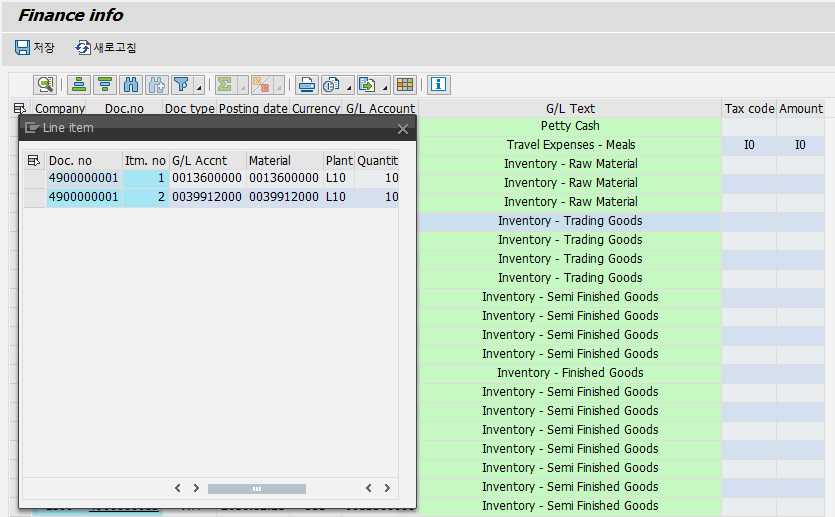 Finance info
저장 새로고침
Company Doc.no Doc type Posting date Currency G/L Account G/L Text Tax code Amount
Line item
Doc. no Itm. no G/L Accnt Material Plant Quantit
4900000001 1 0013600000 0013600000 L10 10
4900000001 2 0039912000 0039912000 L10 10
Petty Cash
Travel Expenses - Meals I0 I0
Inventory - Raw Material
Inventory - Raw Material
Inventory - Raw Material
Inventory - Trading Goods
Inventory - Trading Goods
Inventory - Trading Goods
Inventory - Trading Goods
Inventory - Semi Finished Goods
Inventory - Semi Finished Goods
Inventory - Semi Finished Goods
Inventory - Semi Finished Goods
Inventory - Finished Goods
Inventory - Semi Finished Goods
Inventory - Semi Finished Goods
Inventory - Semi Finished Goods
Inventory - Semi Finished Goods
Inventory - Semi Finished Goods
Inventory - Semi Finished Goods
Inventory - Semi Finished Goods